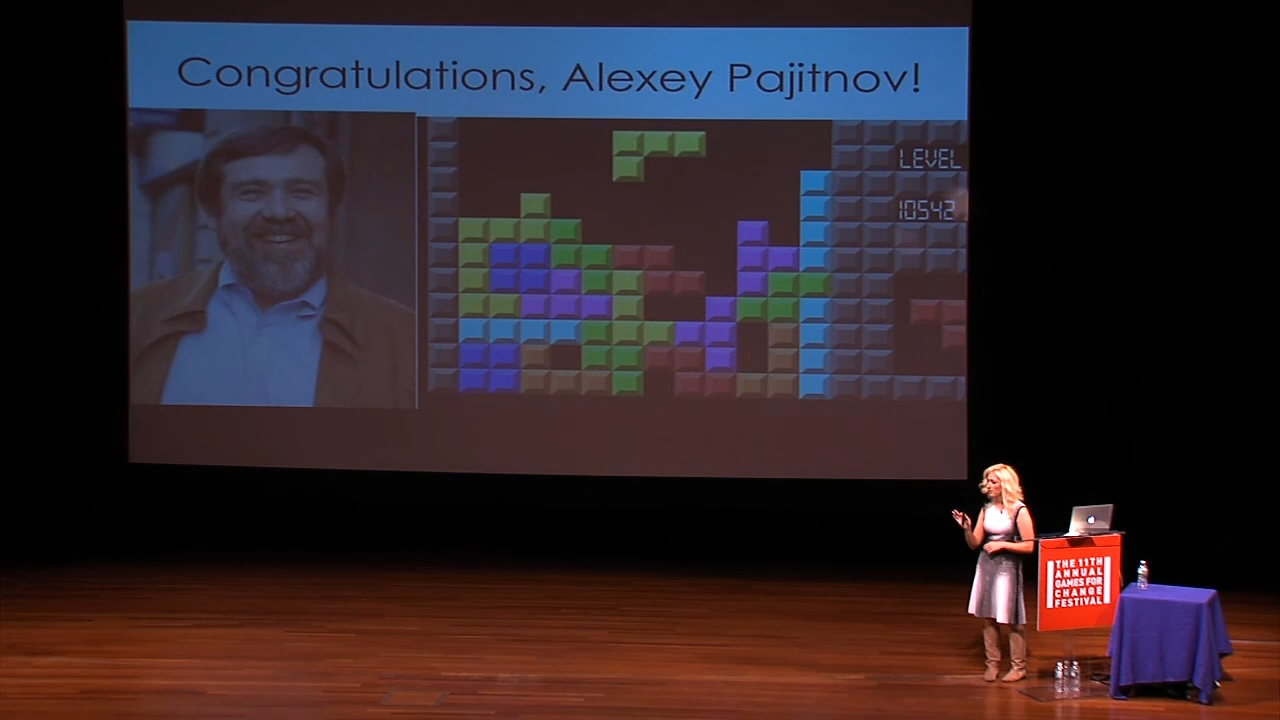 Congratulations, Alexey Pajitnov!
LEVEL
10542
THE 11TH
ANNUAL
GAMES FOR
CHANGE
FESTIVAL